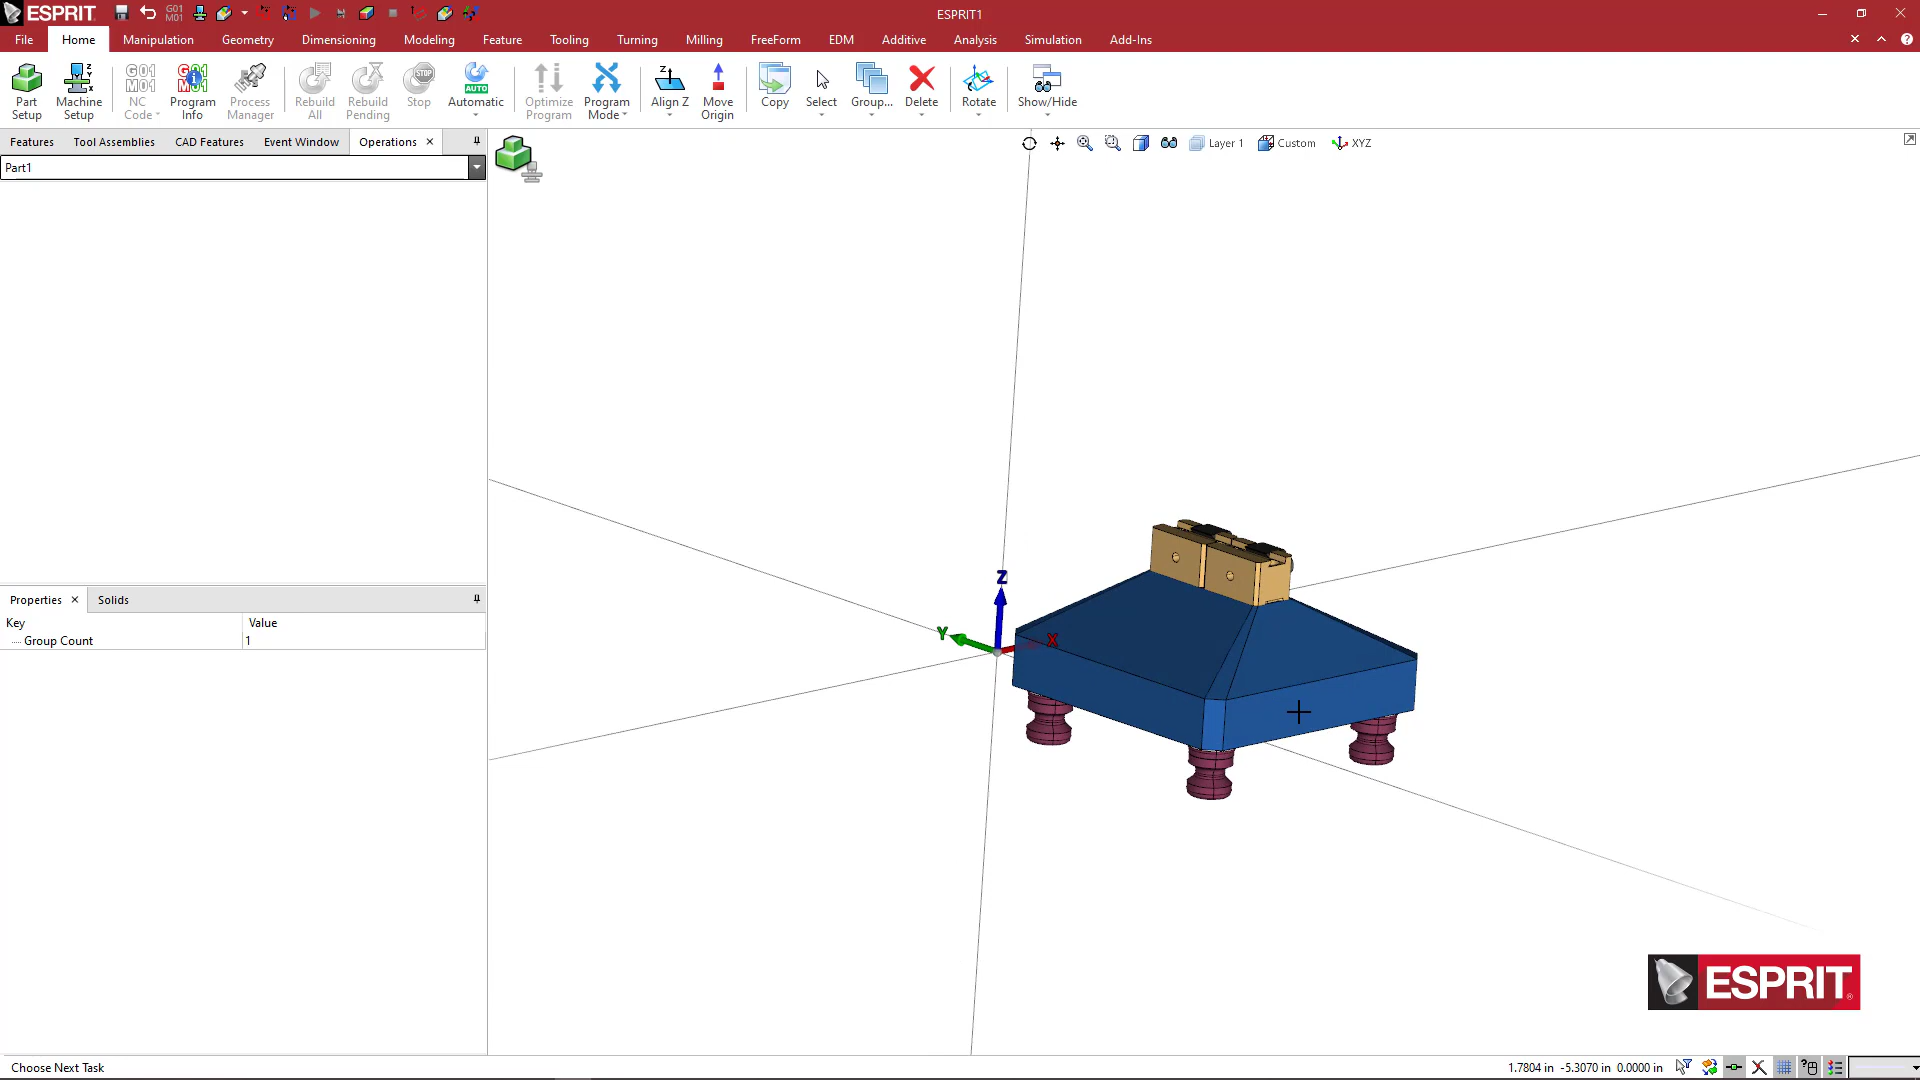 ESPRIT
G01
M01
ESPRIT1
File
Home
Manipulation
Geometry
Dimensioning
Modeling
Feature
Tooling
Turning
Milling
FreeForm
EDM
Additive
Analysis
Simulation
Add-Ins
Part
Setup
Machine
Setup
NC
Code
Program
Info
Process
Manager
Rebuild
All
Rebuild
Pending
STOP
Stop
AUTO
Automatic
Optimize
Program
Program
Mode
Align Z
Move
Origin
Copy
Select
Group...
Delete
Rotate
Show/Hide
Features
Tool Assemblies
CAD Features
Event Window
Operations
Layer 1
Custom
XYZ
Part1
Z
Y
X
Properties
Solids
Key
Value
Group Count
1
ESPRIT
Choose Next Task
1.7804 in -5.3070 in 0.0000 in